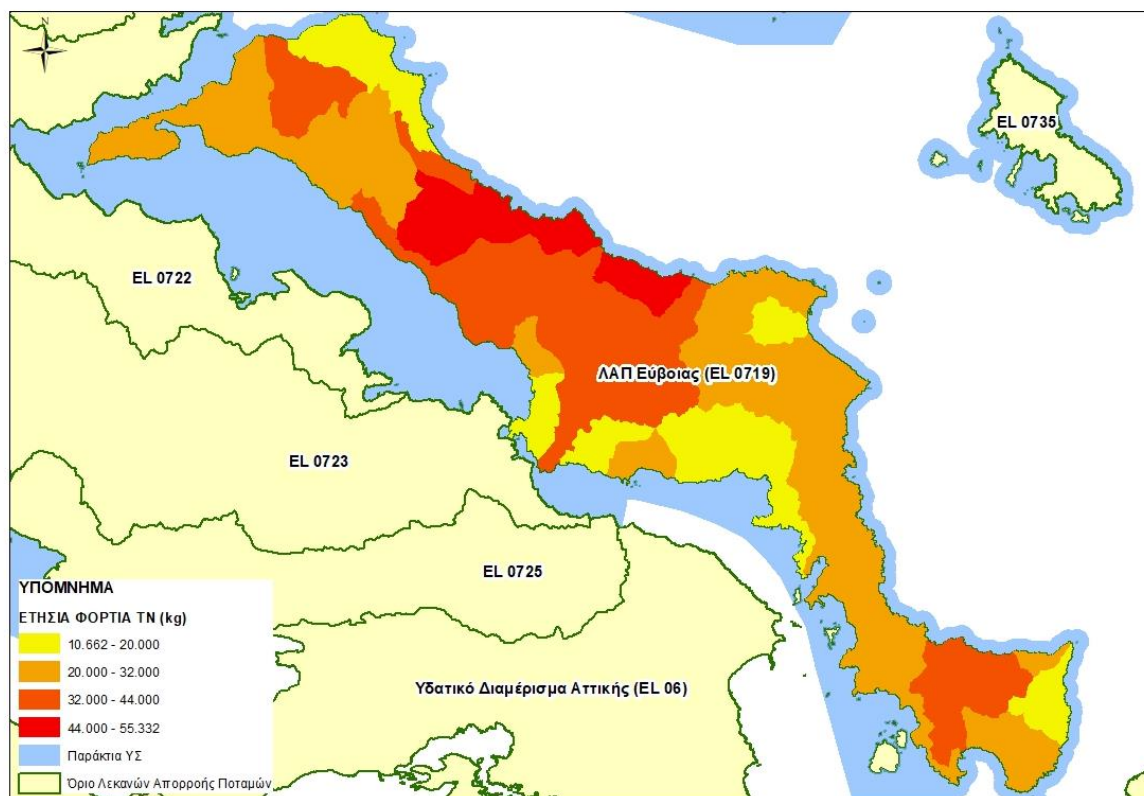 N
EL 0735
EL 0722
ΛΑΠ Εύβοιας (EL 0719)
EL 0723
EL 0725
Υδατικό Διαμέρισμα Αττικής (EL 06)
ΥΠΟΜΝΗΜΑ
ΕΤΗΣΙΑ ΦΟΡΤΙΑ TN (kg)
10.662 - 20.000
20.000 - 32.000
32.000 - 44.000
44.000 - 55.332
Παράκτια ΥΣ
Όριο Λεκανών Απορροής Ποταμών